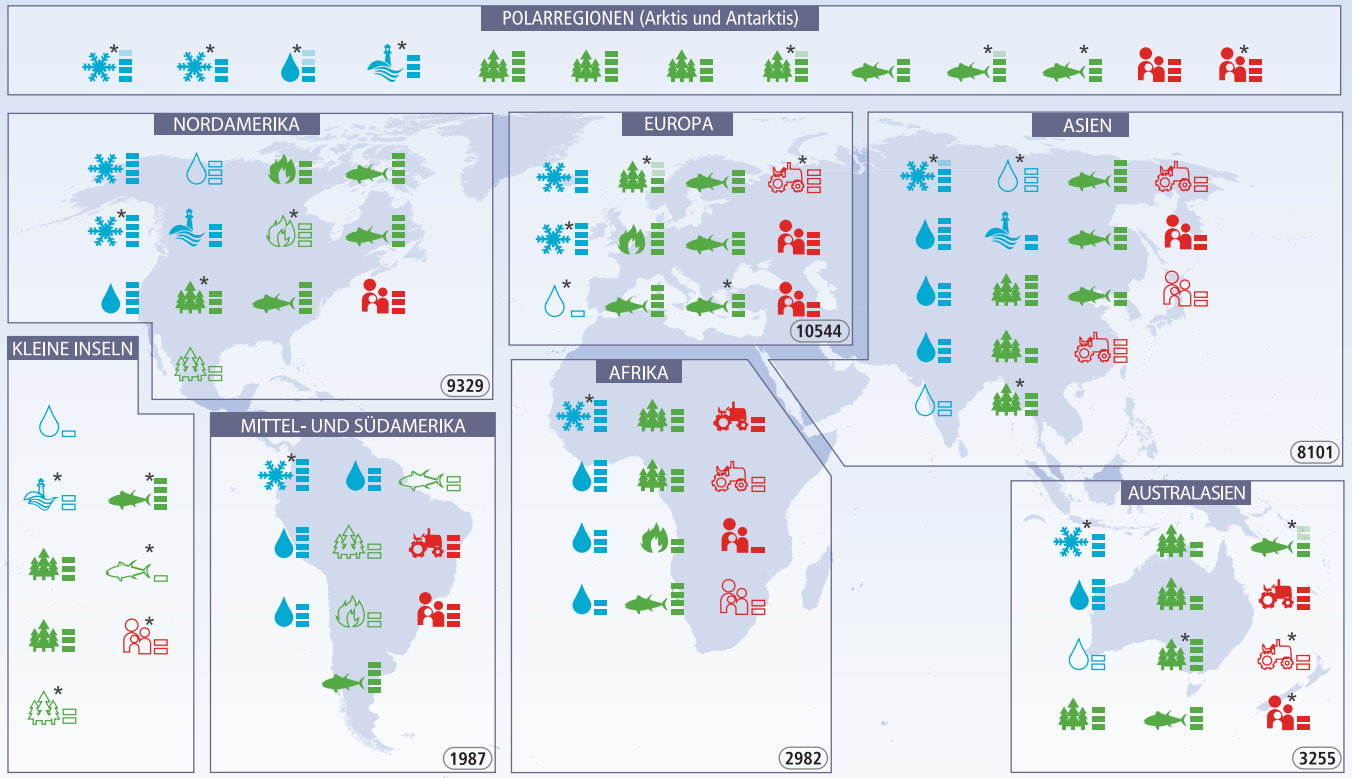 POLARREGIONEN (Arktis und Antarktis)
* * * * * * * *
NORDAMERIKA
* * *
9329
EUROPA
* * * * *
10544
ASIEN
* * *
8101
KLEINE INSELN
* * * * *
MITTEL- UND SÜDAMERIKA
*
1987
AFRIKA
*
2982
AUSTRALASIEN
* * * * *
3255